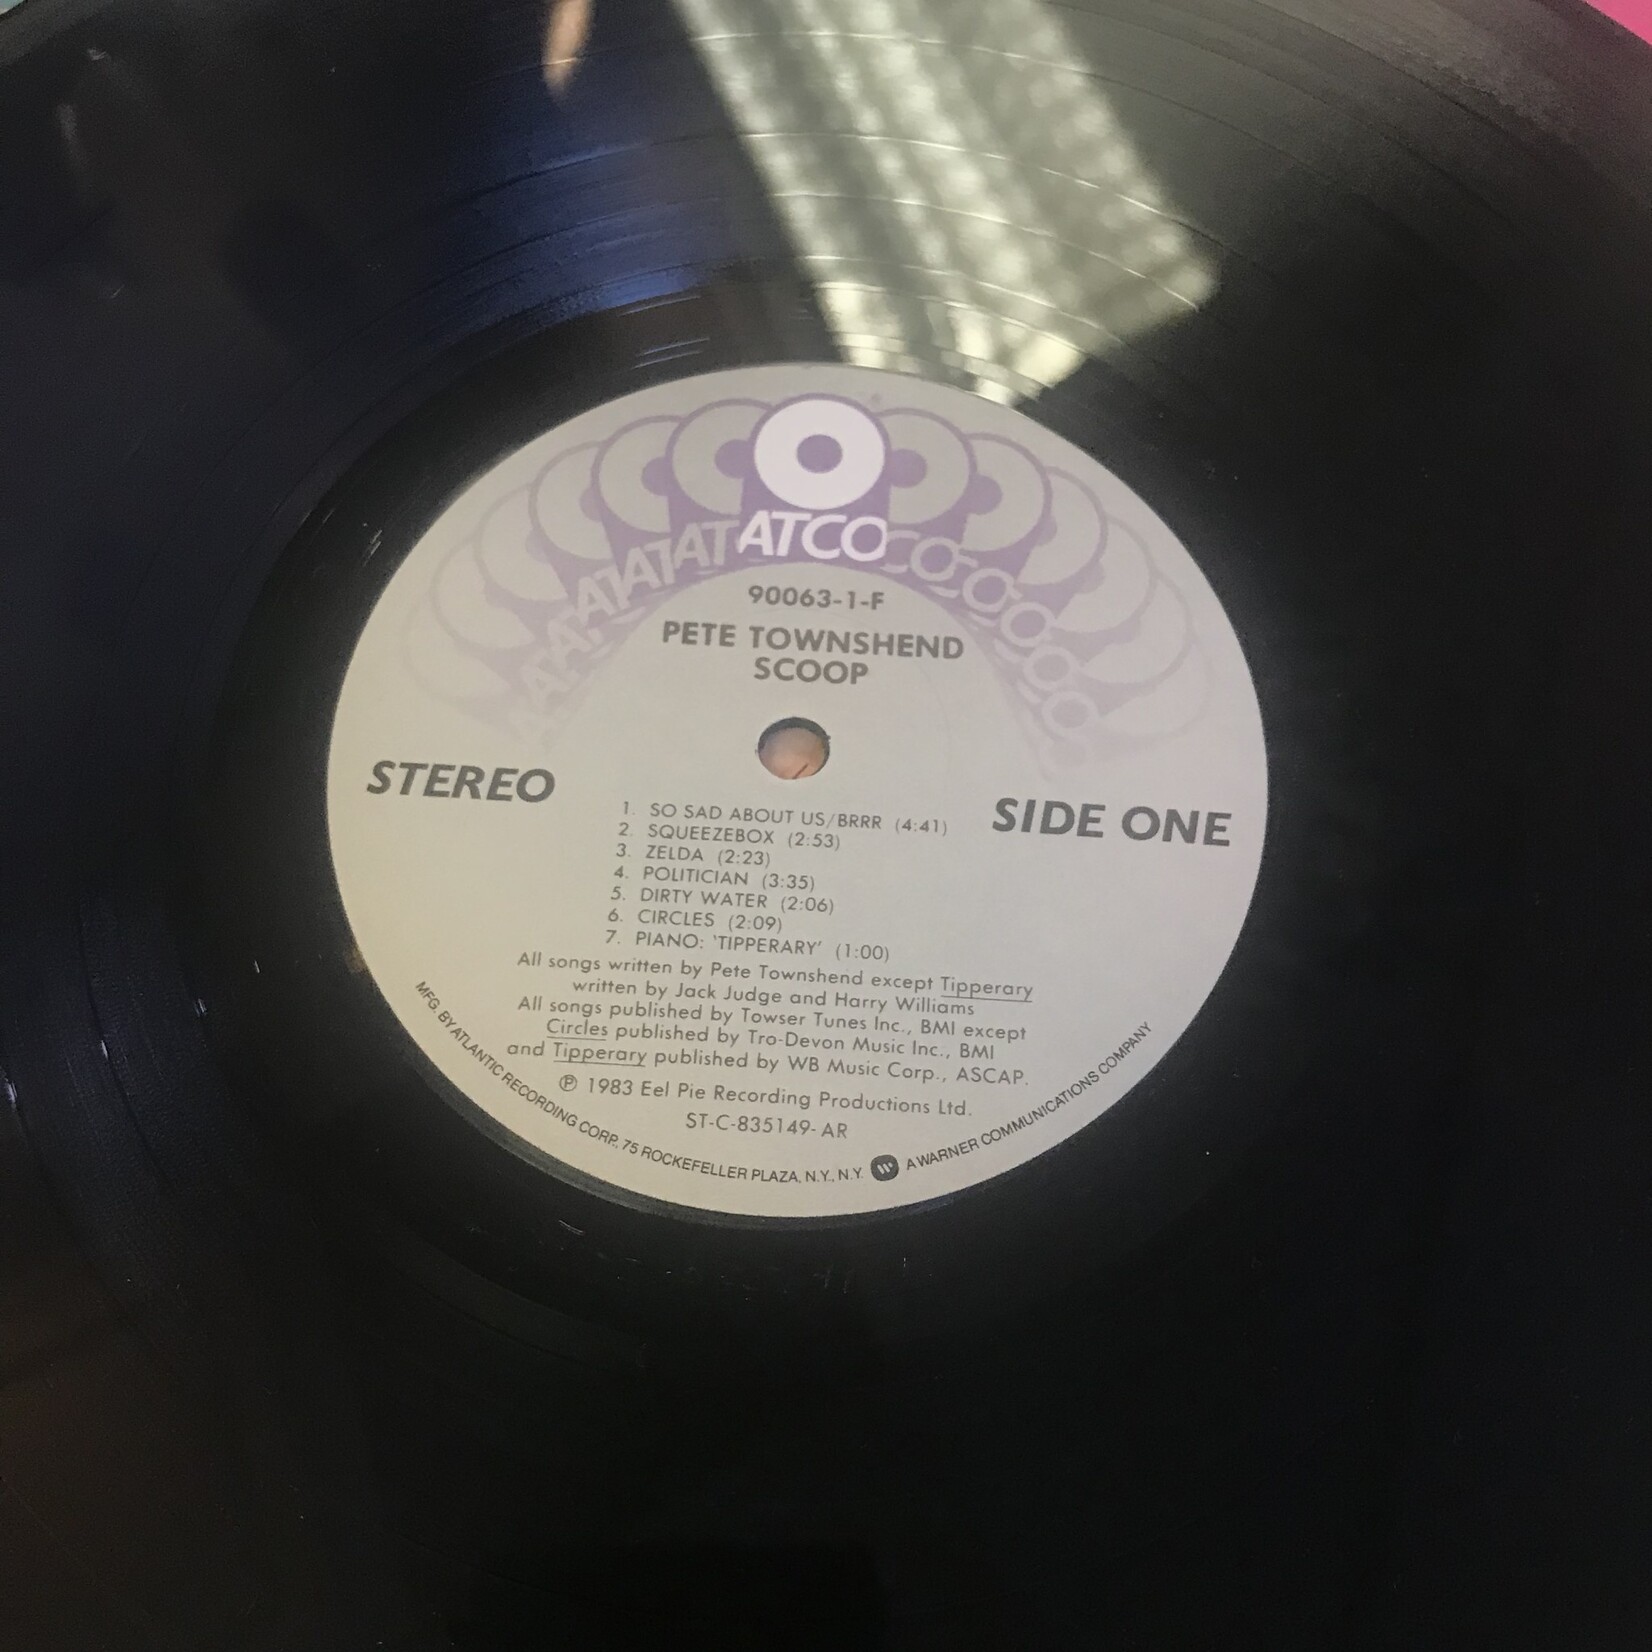 ATCO
90063-1-F
PETE TOWNSHEND
SCOOP
STEREO
SIDE ONE
1. SO SAD ABOUT US/BRRR (4:41)
2. SQUEEZEBOX (2:53)
3. ZELDA (2:23)
4. POLITICIAN (3:35)
5. DIRTY WATER (2:06)
6. CIRCLES (2:09)
7. PIANO: 'TIPPERARY' (1:00)
All songs written by Pete Townshend except Tipperary
written by Jack Judge and Harry Williams
All songs published by Towser Tunes Inc., BMI except
Circles published by Tro-Devon Music Inc., BMI
and Tipperary published by WB Music Corp., ASCAP.
℗ 1983 Eel Pie Recording Productions Ltd.
ST-C-835149-AR
MFG. BY ATLANTIC RECORDING CORP., 75 ROCKEFELLER PLAZA, N.Y., N.Y. A WARNER COMMUNICATIONS COMPANY